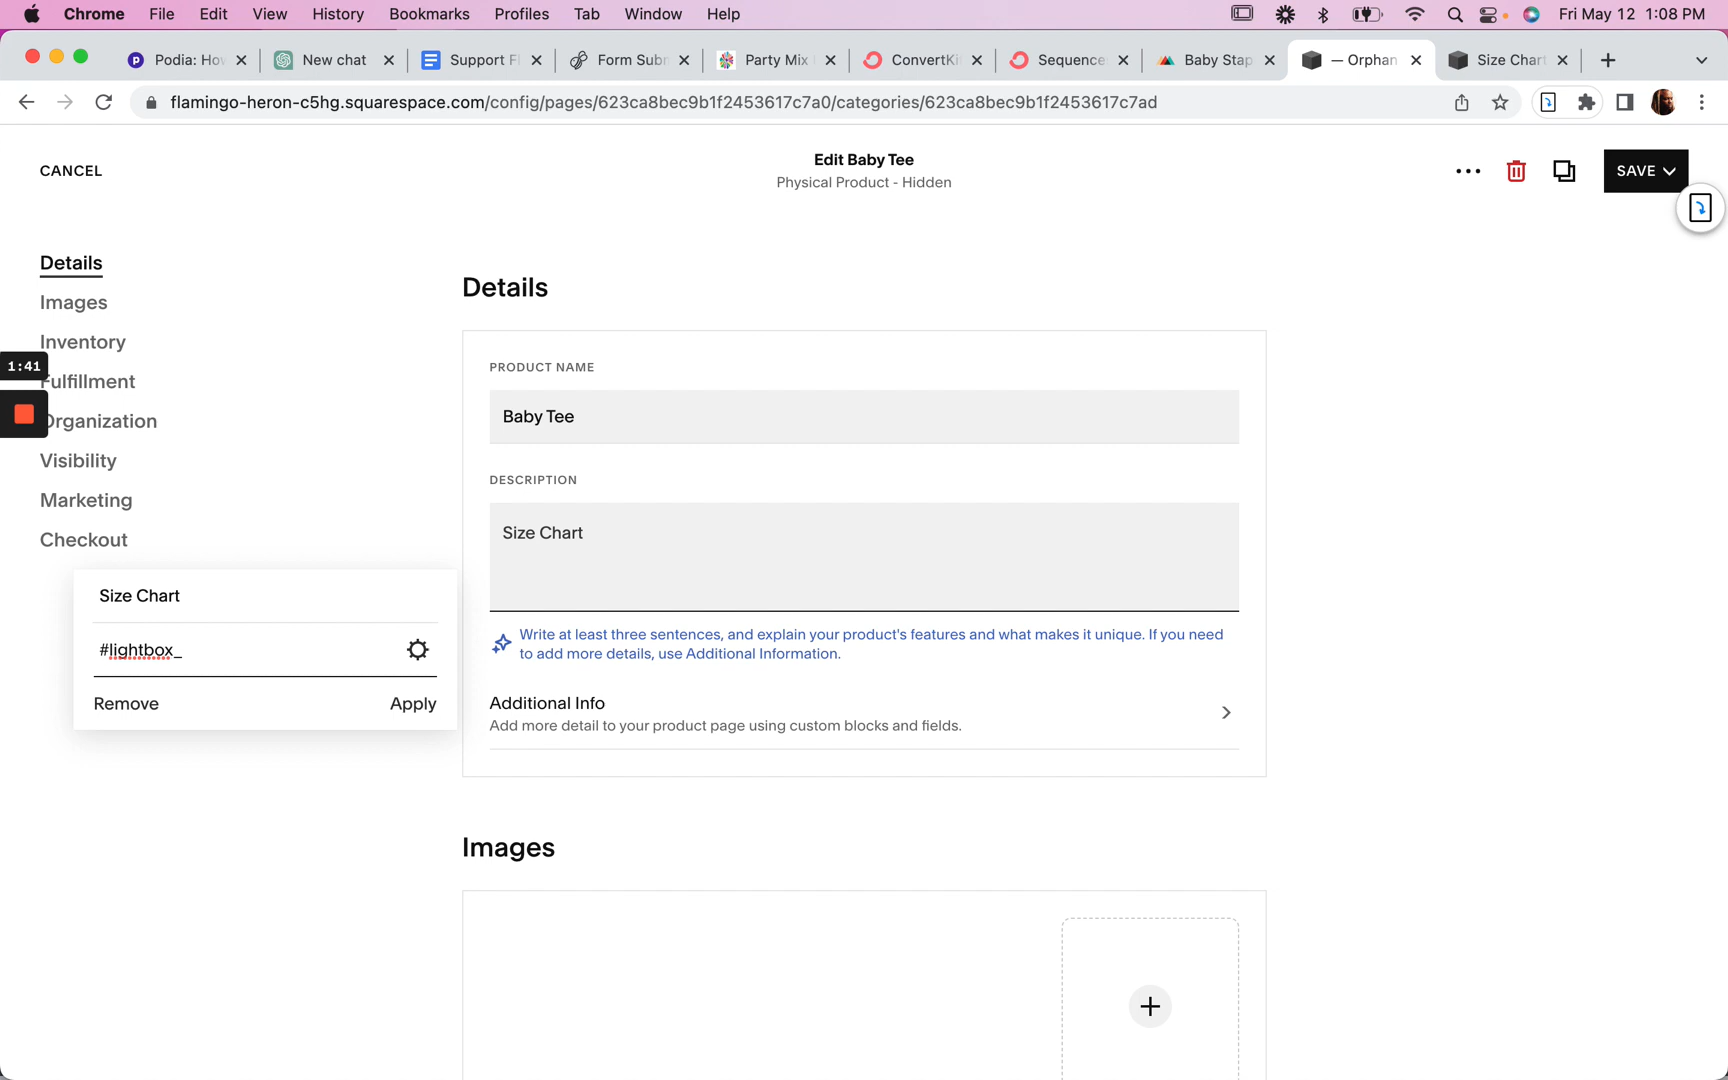 Chrome File Edit View History Bookmarks Profiles Tab Window Help Fri May 12 1:08 PM
Podia: How New chat Support F Form Subm Party Mix ConvertKi Sequence Baby Stap — Orphan Size Chart
flamingo-heron-c5hg.squarespace.com/config/pages/623ca8bec9b1f2453617c7a0/categories/623ca8bec9b1f2453617c7ad
CANCEL
Edit Baby Tee
Physical Product - Hidden
SAVE
Details
Images
Inventory
1:41
Fulfillment
Organization
Visibility
Marketing
Checkout
Size Chart
#lightbox_
Remove Apply
Details
PRODUCT NAME
Baby Tee
DESCRIPTION
Size Chart
Write at least three sentences, and explain your product's features and what makes it unique. If you need
to add more details, use Additional Information.
Additional Info
Add more detail to your product page using custom blocks and fields.
Images